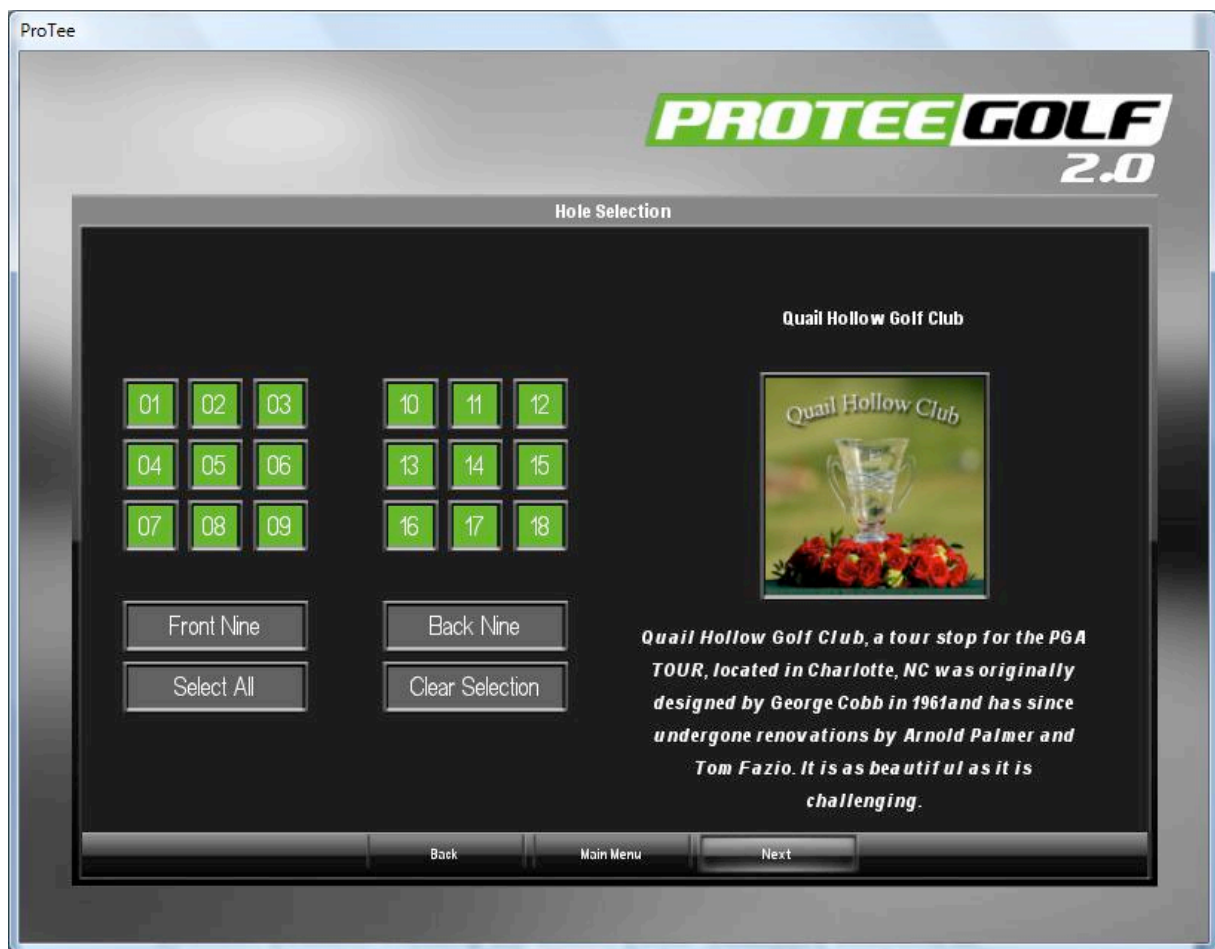 ProTee
PROTEE GOLF
2.0
Hole Selection
Quail Hollow Golf Club
01 02 03
10 11 12
04 05 06
13 14 15
07 08 09
16 17 18
Quail Hollow Club
Front Nine
Back Nine
Select All
Clear Selection
Quail Hollow Golf Club, a tour stop for the PGA
TOUR, located in Charlotte, NC was originally
designed by George Cobb in 1961and has since
undergone renovations by Arnold Palmer and
Tom Fazio. It is as beautiful as it is
challenging.
Back
Main Menu
Next